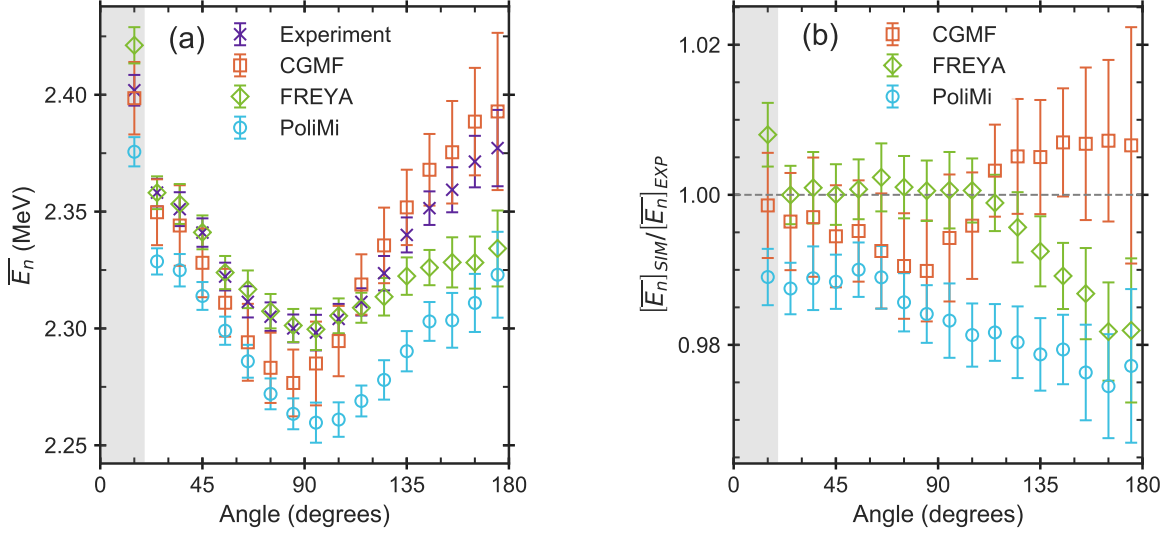 (a)
Experiment
CGMF
FREYA
PoliMi
2.40
2.35
2.30
2.25
E̅n̅ (MeV)
0 45 90 135 180
Angle (degrees)
(b)
CGMF
FREYA
PoliMi
1.02
1.00
0.98
[E̅n̅]SIM/[E̅n̅]EXP
0 45 90 135 180
Angle (degrees)